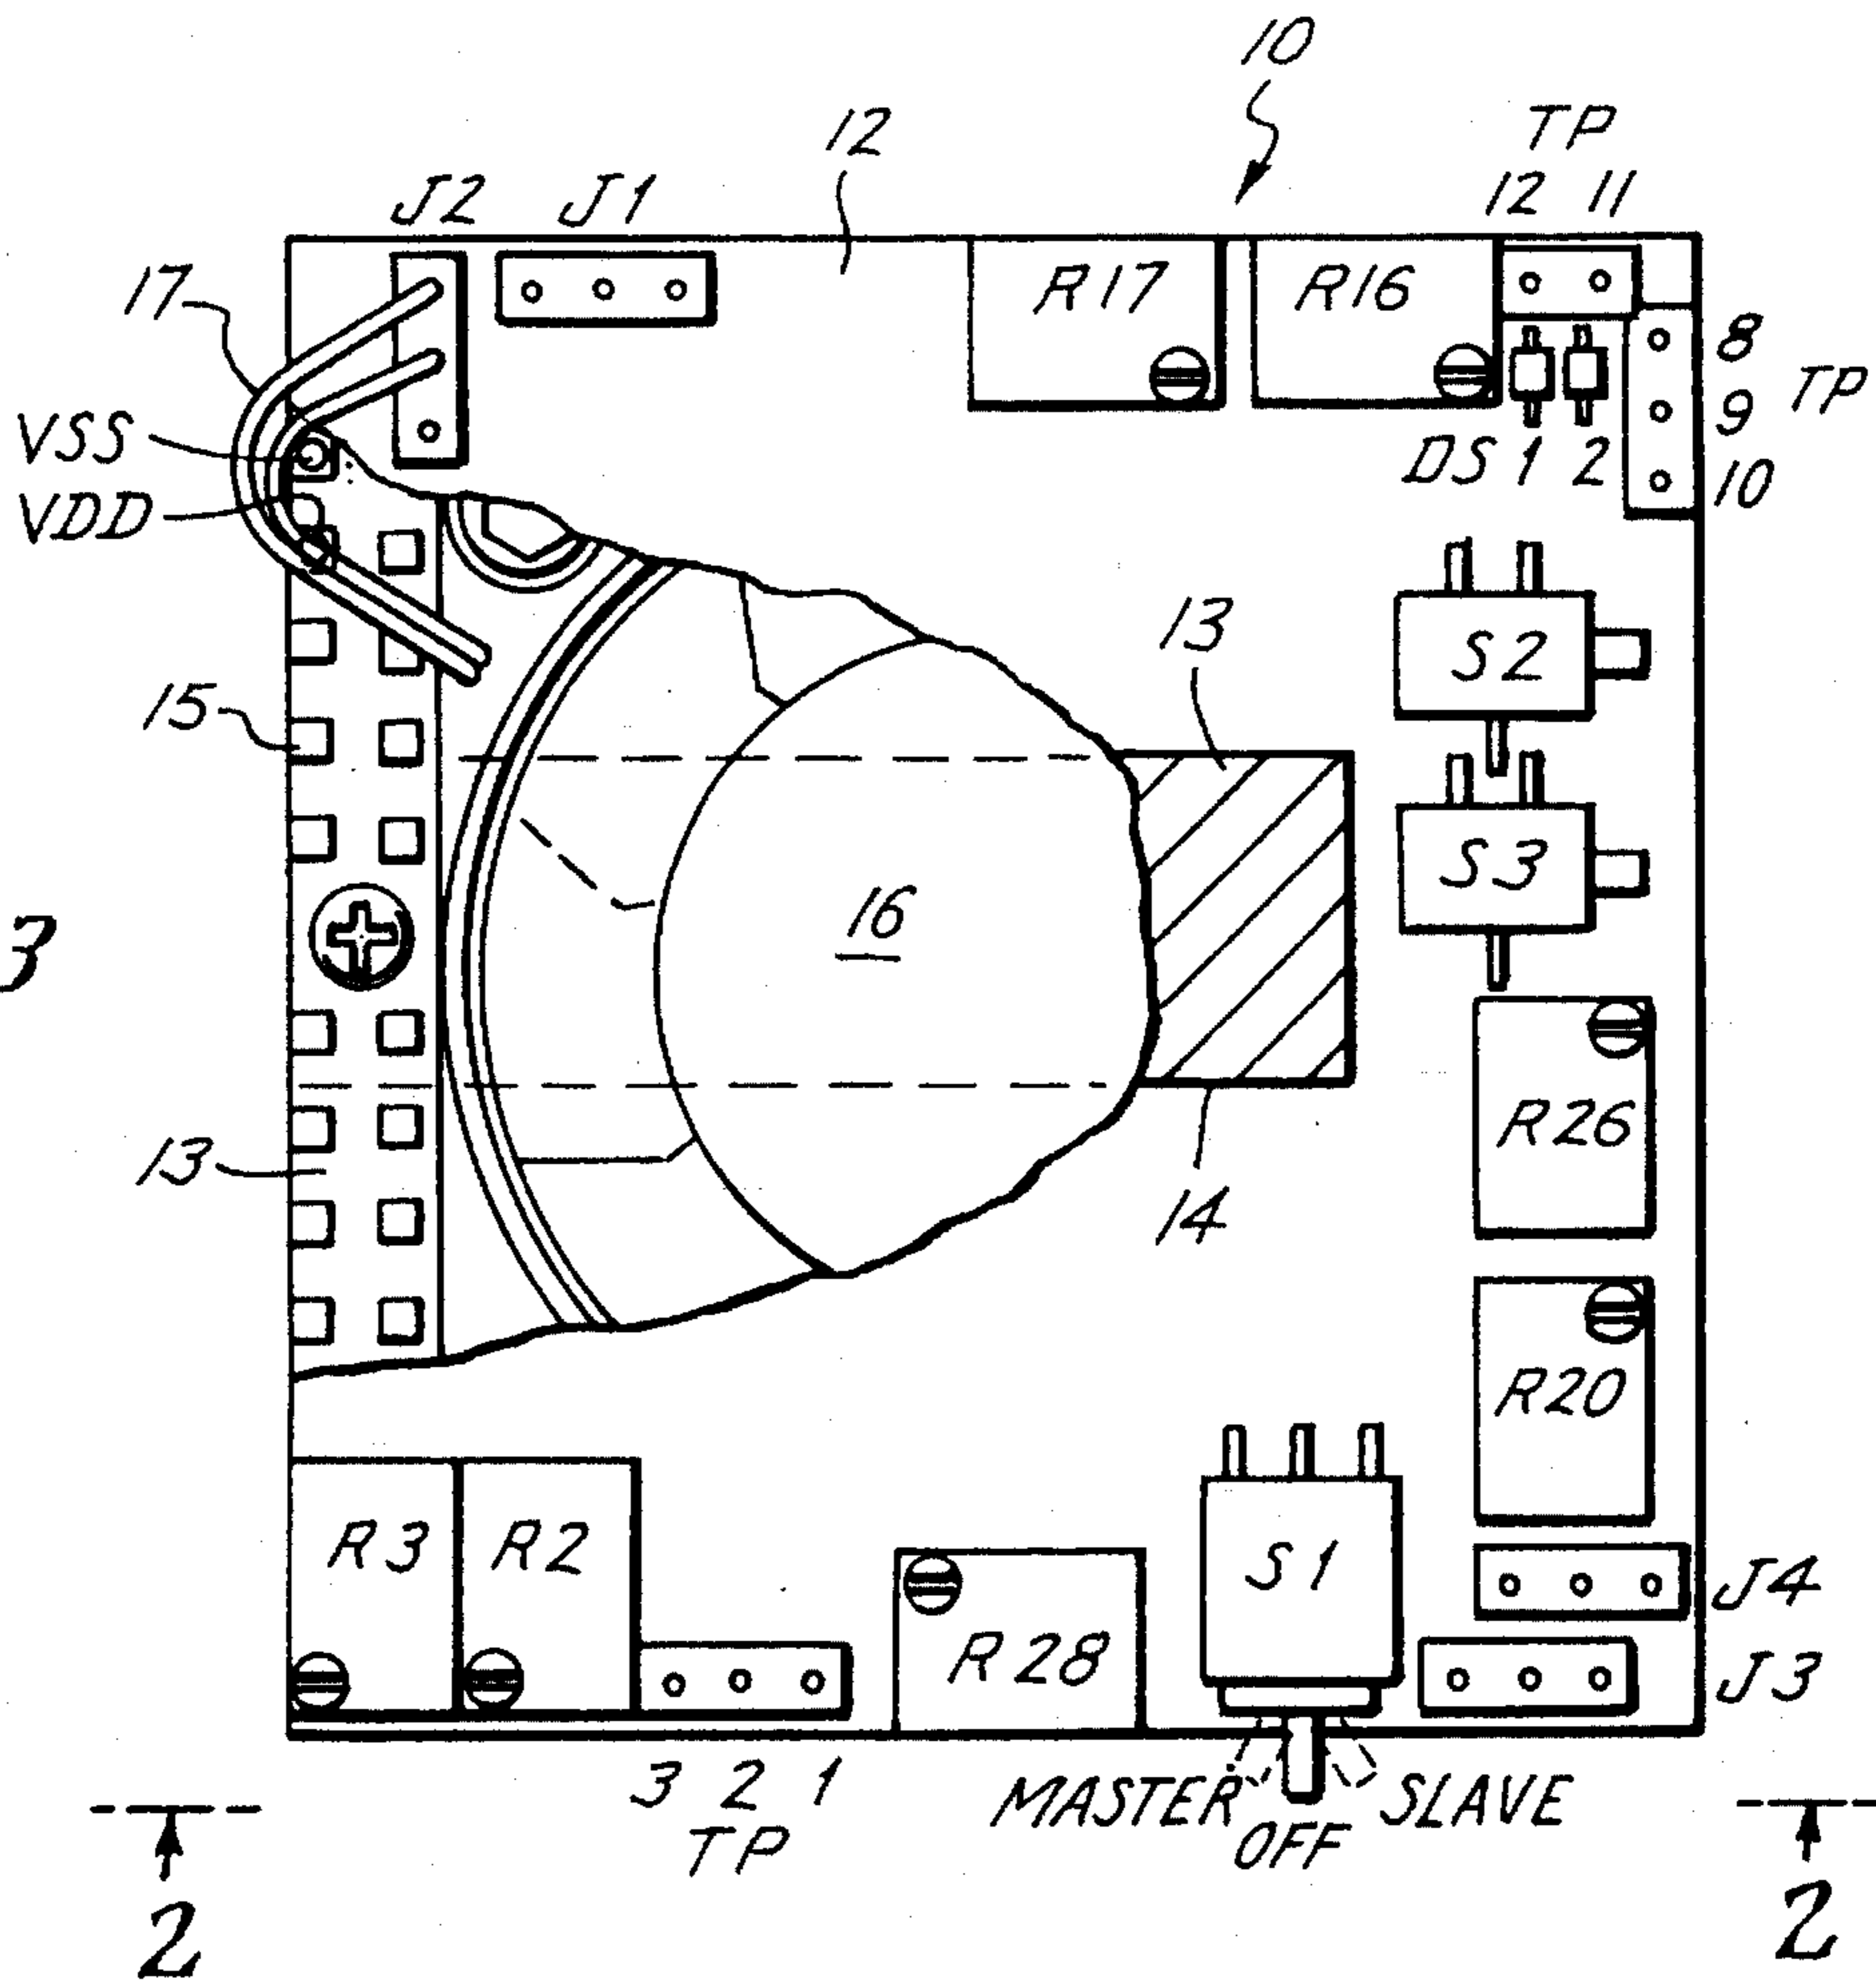 10
12
TP
J2 J1
12 11
17
R17 R16
8
9 TP
10
VSS
VDD
DS 1 2
13
S2
15
S3
16
3
R26
13
14
R20
R3 R2
S1
J4
R28
J3
3 2 1
TP
MASTER SLAVE
OFF
2 2